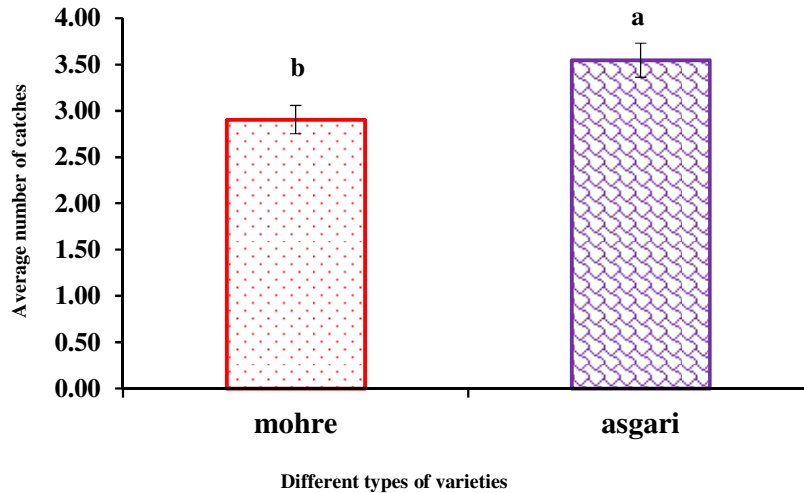 Average number of catches
4.00
3.50
3.00
2.50
2.00
1.50
1.00
0.50
0.00
b
a
mohre
asgari
Different types of varieties